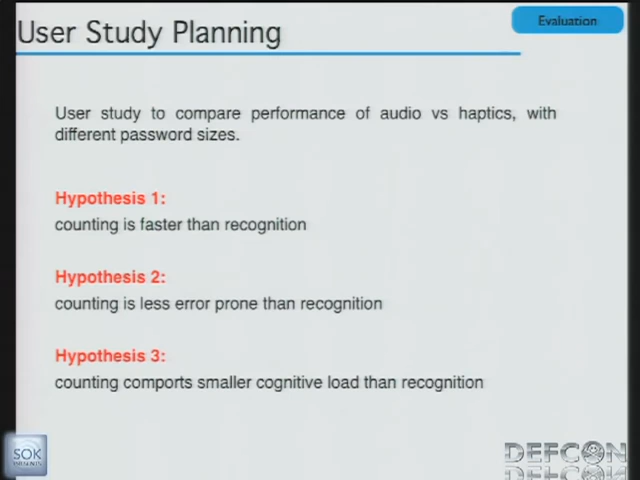 User Study Planning
Evaluation
User study to compare performance of audio vs haptics, with
different password sizes.
Hypothesis 1:
counting is faster than recognition
Hypothesis 2:
counting is less error prone than recognition
Hypothesis 3:
counting comports smaller cognitive load than recognition
SOK
DEFCON